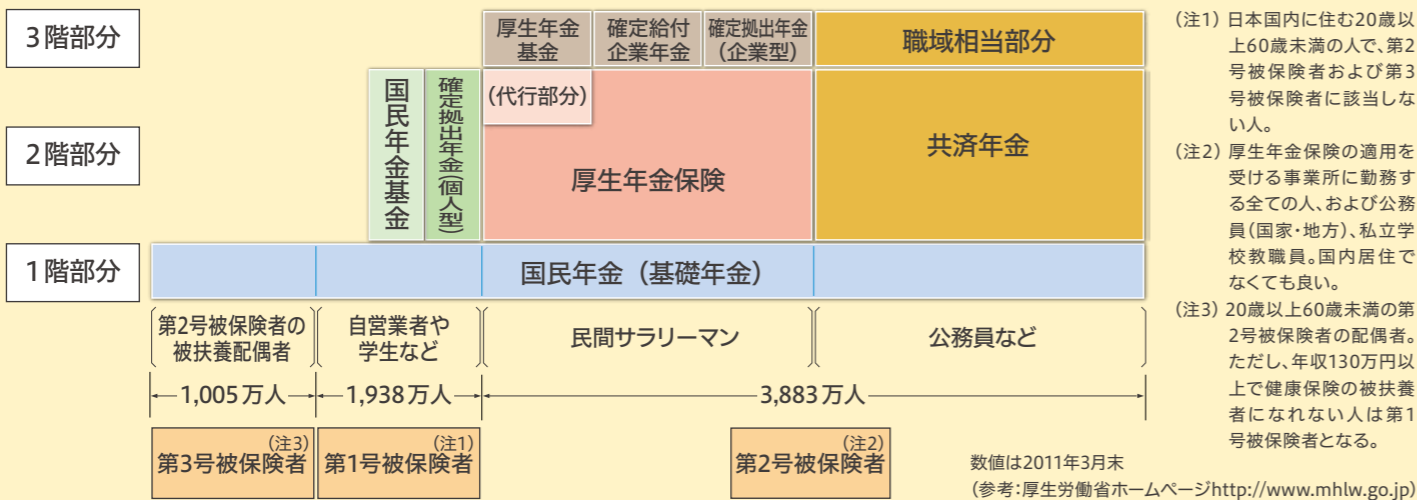 3階部分
厚生年金
基金
確定給付
企業年金
確定拠出年金
(企業型)
職域相当部分
2階部分
国民年金基金
確定拠出年金(個人型)
(代行部分)
厚生年金保険
共済年金
1階部分
国民年金（基礎年金）
第2号被保険者の
被扶養配偶者
自営業者や
学生など
民間サラリーマン
公務員など
1,005万人
1,938万人
3,883万人
(注3)
第3号被保険者
(注1)
第1号被保険者
(注2)
第2号被保険者
(注1) 日本国内に住む20歳以
上60歳未満の人で、第2
号被保険者および第3
号被保険者に該当しな
い人。
(注2) 厚生年金保険の適用を
受ける事業所に勤務す
る全ての人、および公務
員(国家・地方)、私立学
校教職員。国内居住で
なくても良い。
(注3) 20歳以上60歳未満の第
2号被保険者の配偶者。
ただし、年収130万円以
上で健康保険の被扶養
者になれない人は第1
号被保険者となる。
数値は2011年3月末
(参考:厚生労働省ホームページhttp://www.mhlw.go.jp)